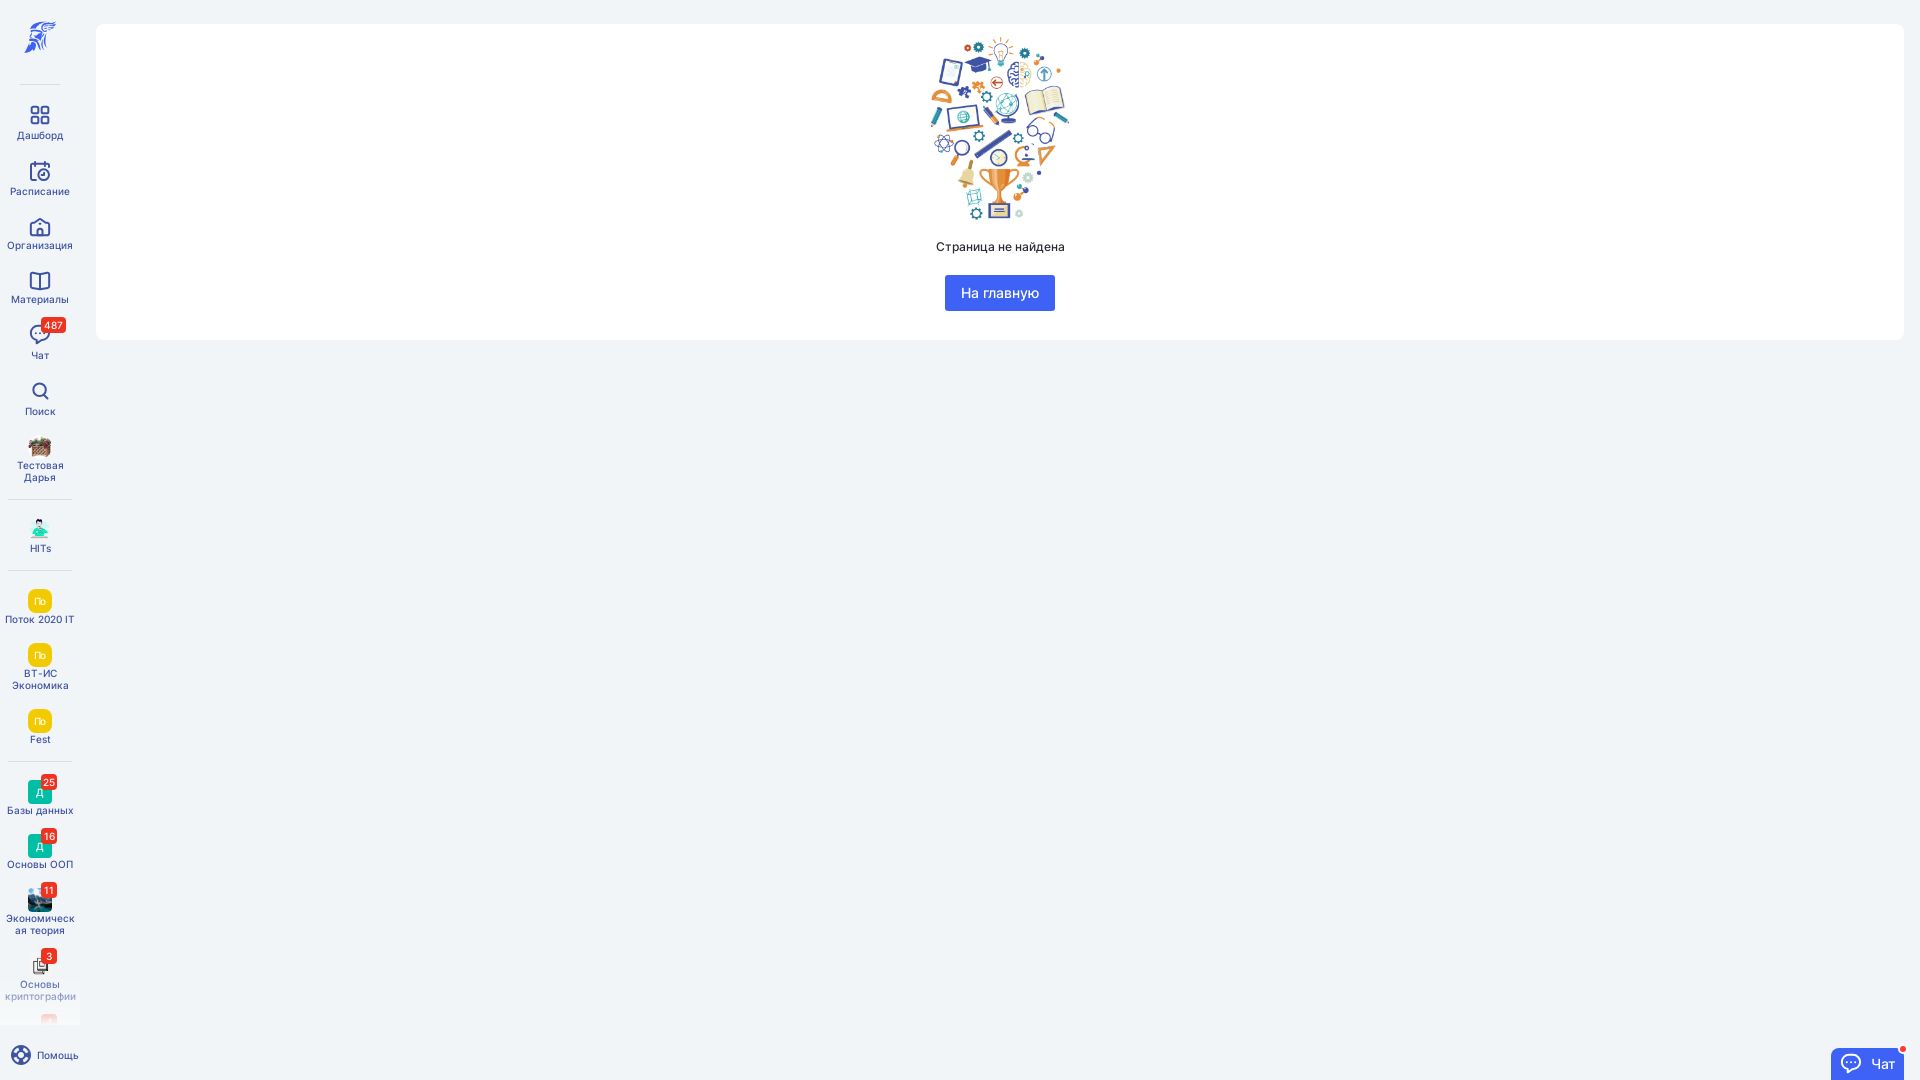 Дашборд
Расписание
Организация
Материалы
487
Чат
Поиск
Тестовая
Дарья
HITs
По
Поток 2020 IT
По
ВТ-ИС
Экономика
По
Fest
25
Д
Базы данных
16
Д
Основы ООП
11
Экономическ
ая теория
3
Основы
криптографии
Помощь
Страница не найдена
На главную
Чат